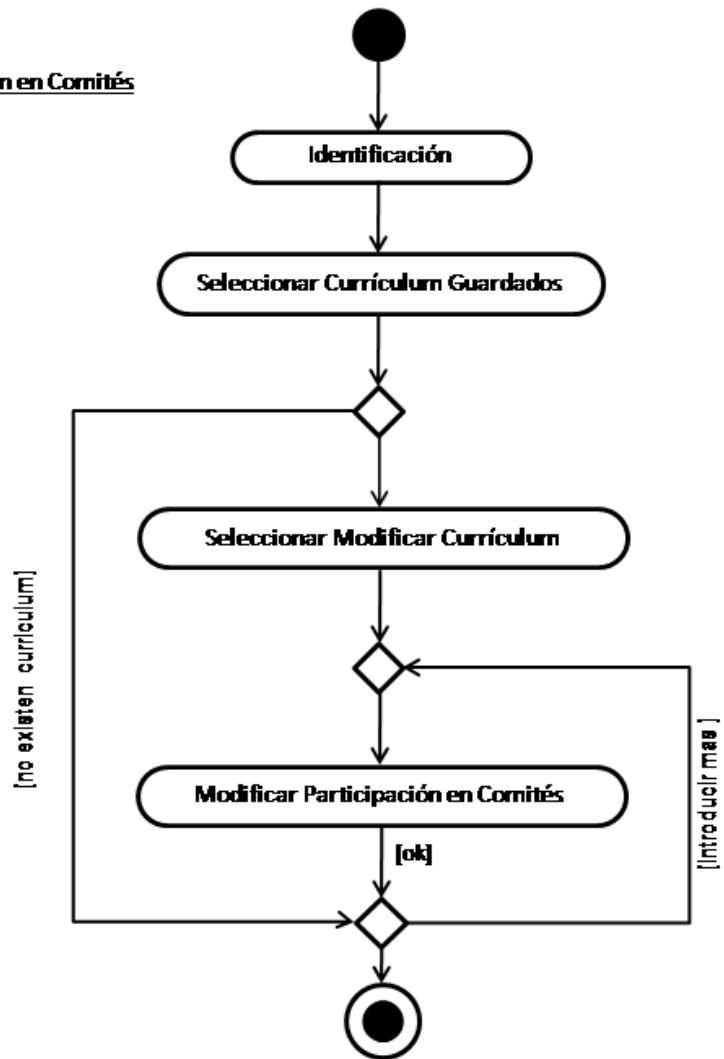 n en Comités
Identificación
Seleccionar Currículum Guardados
Seleccionar Modificar Currículum
[no existen curriculum]
[Introducir mas ]
Modificar Participación en Comités
[ok]